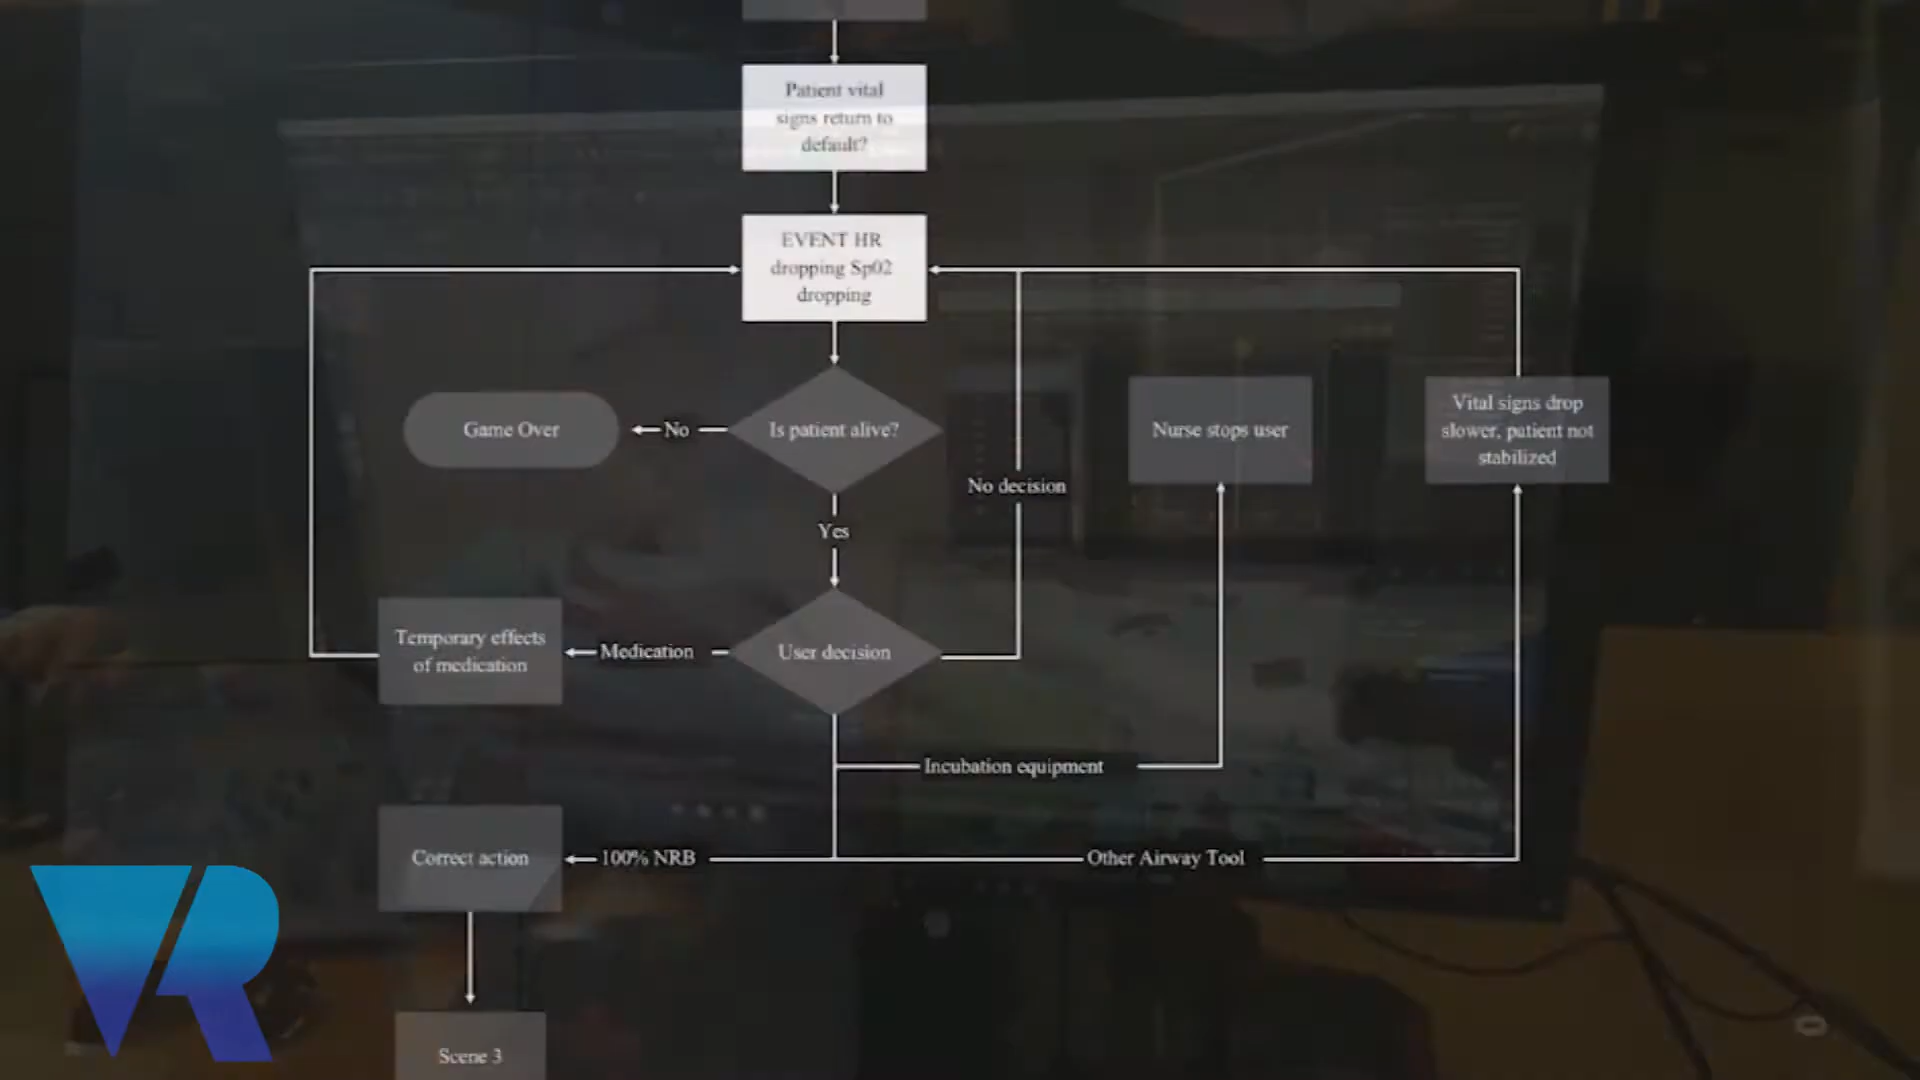 Patient vital
signs return to
default?
EVENT HR
dropping Sp02
dropping
Game Over
No
Is patient alive?
Nurse stops user
Vital signs drop
slower, patient not
stabilized
No decision
Yes
Temporary effects
of medication
Medication
User decision
Incubation equipment
Correct action
100% NRB
Other Airway Tool
VR
Scene 3